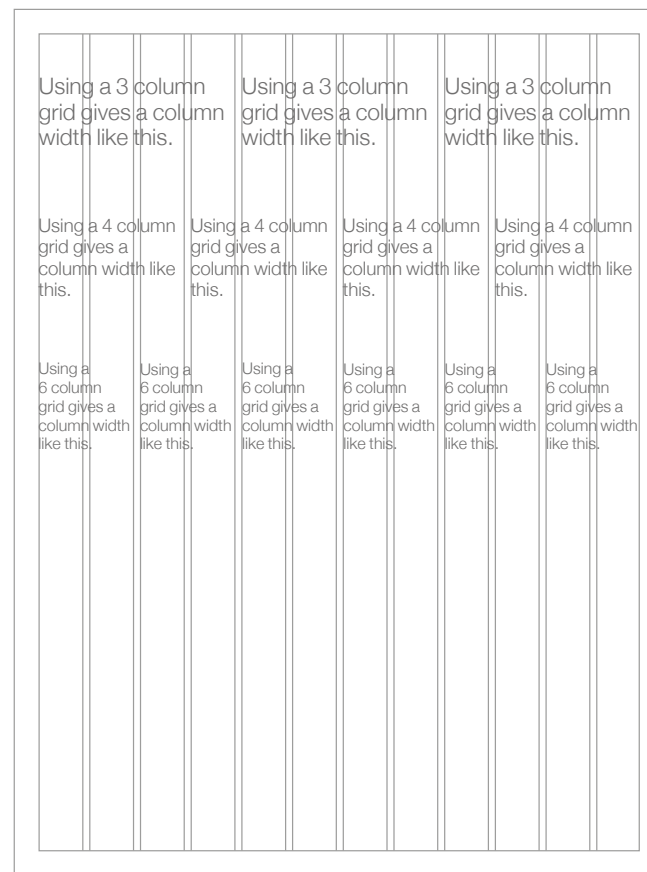 Using a 3 column
grid gives a column
width like this.
Using a 3 column
grid gives a column
width like this.
Using a 3 column
grid gives a column
width like this.
Using a 4 column
grid gives a
column width like
this.
Using a 4 column
grid gives a
column width like
this.
Using a 4 column
grid gives a
column width like
this.
Using a 4 column
grid gives a
column width like
this.
Using a
6 column
grid gives a
column width
like this.
Using a
6 column
grid gives a
column width
like this.
Using a
6 column
grid gives a
column width
like this.
Using a
6 column
grid gives a
column width
like this.
Using a
6 column
grid gives a
column width
like this.
Using a
6 column
grid gives a
column width
like this.